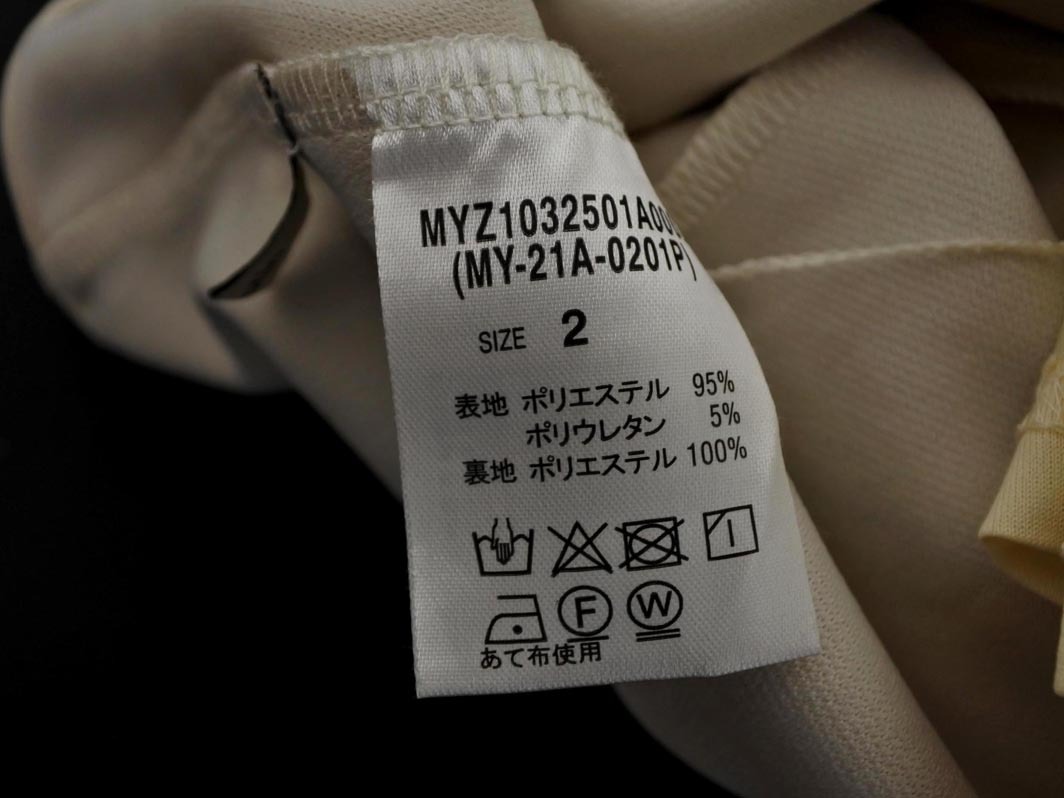 (MY-21A-0201P)
SIZE 2
表地 ポリエステル 95%
ポリウレタン 5%
裏地 ポリエステル 100%
F W
あて布使用